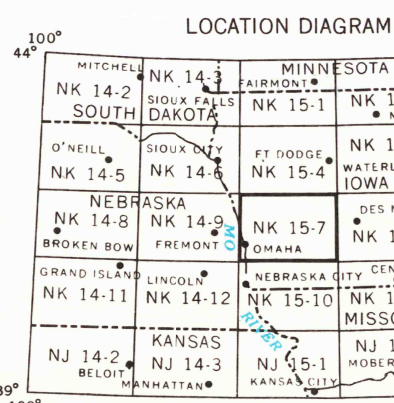 LOCATION DIAGRAM
100°
44°
MITCHELL
NK 14-2
NK 14-3
SIOUX FALLS
MINNESOTA
FAIRMONT
NK 15-1
NK 1
SOUTH DAKOTA
O'NEILL
NK 14-5
SIOUX CITY
NK 14-6
FT DODGE
NK 15-4
NK 1
WATERL
IOWA
NEBRASKA
NK 14-8
BROKEN BOW
NK 14-9
FREMONT
MO
NK 15-7
OMAHA
DES M
NK 1
GRAND ISLAND
NK 14-11
LINCOLN
NK 14-12
NEBRASKA CITY
NK 15-10
CEN
NK 1
MISSO
RIVER
KANSAS
NJ 14-2
BELOIT
NJ 14-3
MANHATTAN
NJ 15-1
KANSAS CITY
NJ 1
MOBER
39°